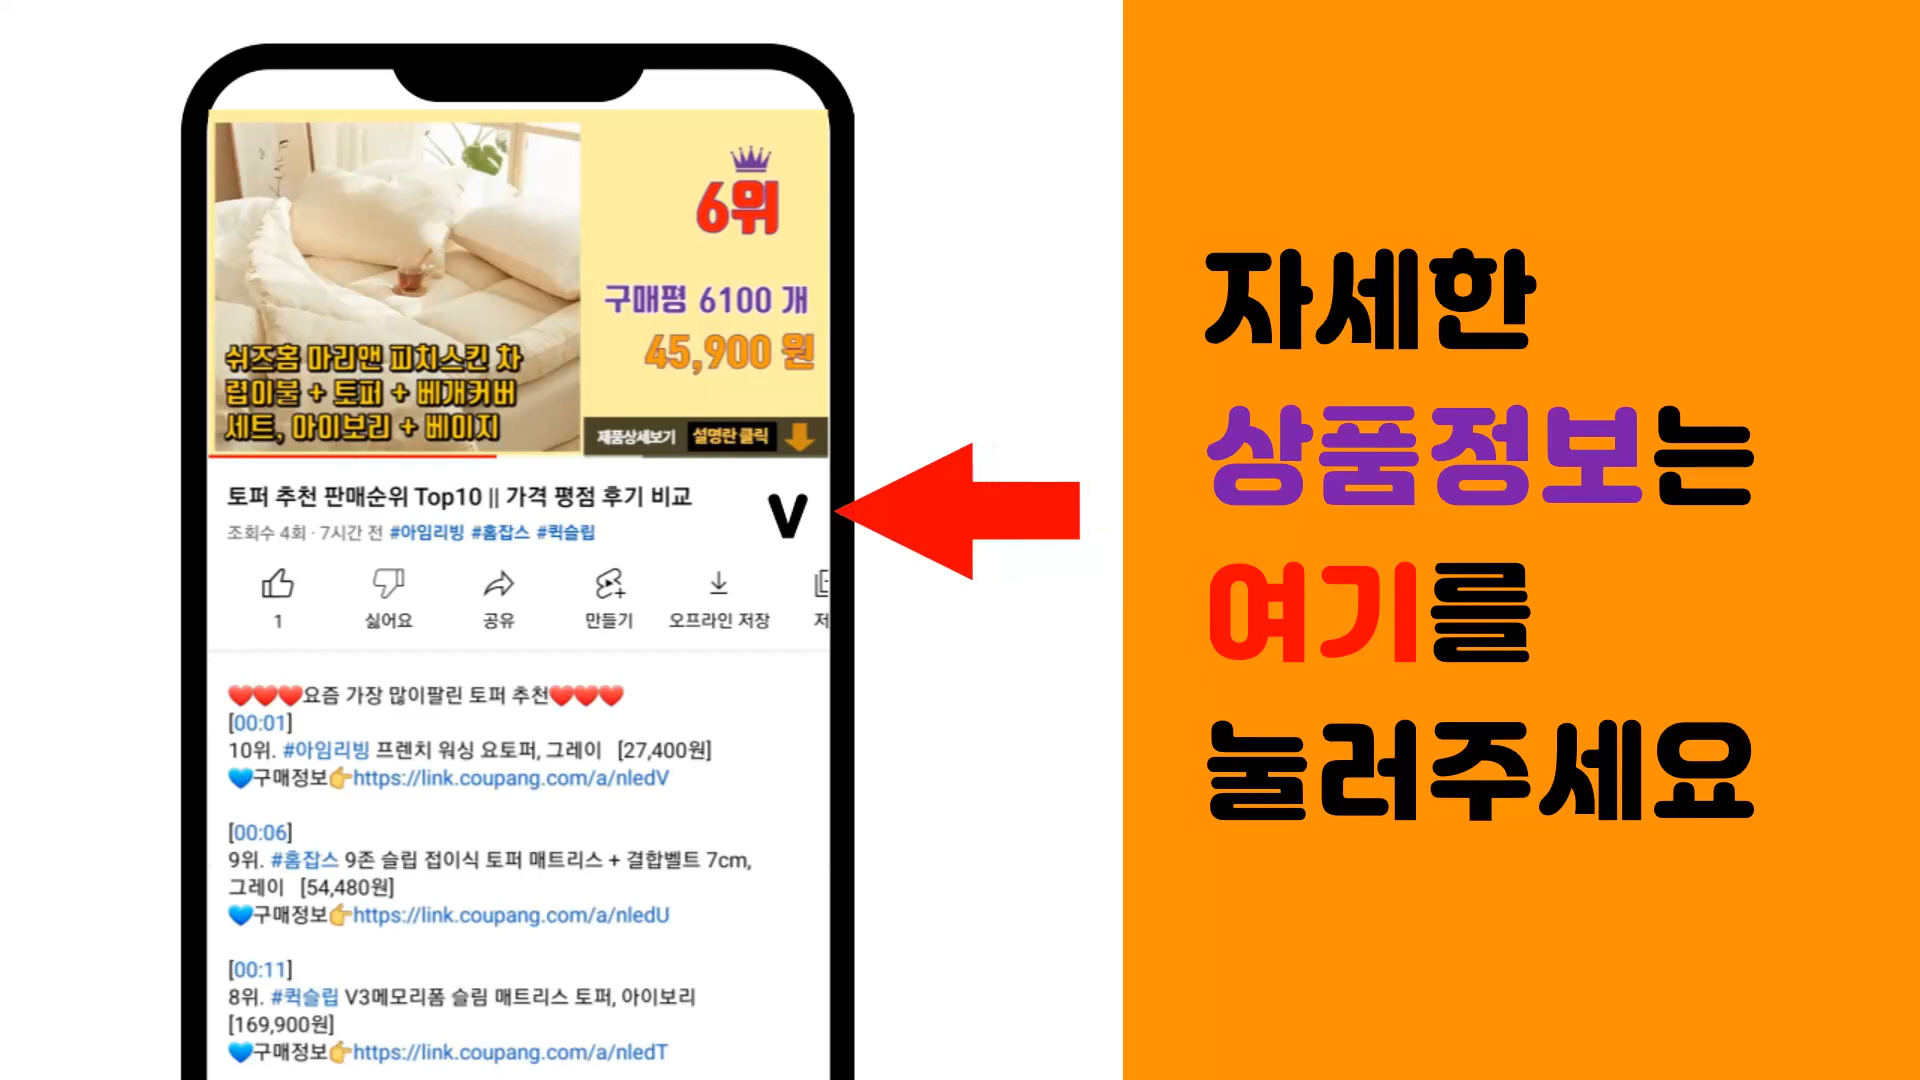 6위
구매평 6100 개
45,900 원
쉬즈홈 마리앤 피치스킨 차
렵이불 + 토퍼 + 베개커버
세트, 아이보리 + 베이지
제품상세보기 설명란 클릭
토퍼 추천 판매순위 Top10 || 가격 평점 후기 비교
V
조회수 4회 · 7시간 전 #아임리빙 #홈잡스 #퀵슬립
1 싫어요 공유 만들기 오프라인 저장 저
❤️❤️❤️요즘 가장 많이팔린 토퍼 추천❤️❤️❤️
[00:01]
10위. #아임리빙 프렌치 워싱 요토퍼, 그레이 [27,400원]
💙구매정보👉https://link.coupang.com/a/nledV
[00:06]
9위. #홈잡스 9존 슬립 접이식 토퍼 매트리스 + 결합벨트 7cm,
그레이 [54,480원]
💙구매정보👉https://link.coupang.com/a/nledU
[00:11]
8위. #퀵슬립 V3메모리폼 슬림 매트리스 토퍼, 아이보리
[169,900원]
💙구매정보👉https://link.coupang.com/a/nledT
자세한
상품정보는
여기를
눌러주세요